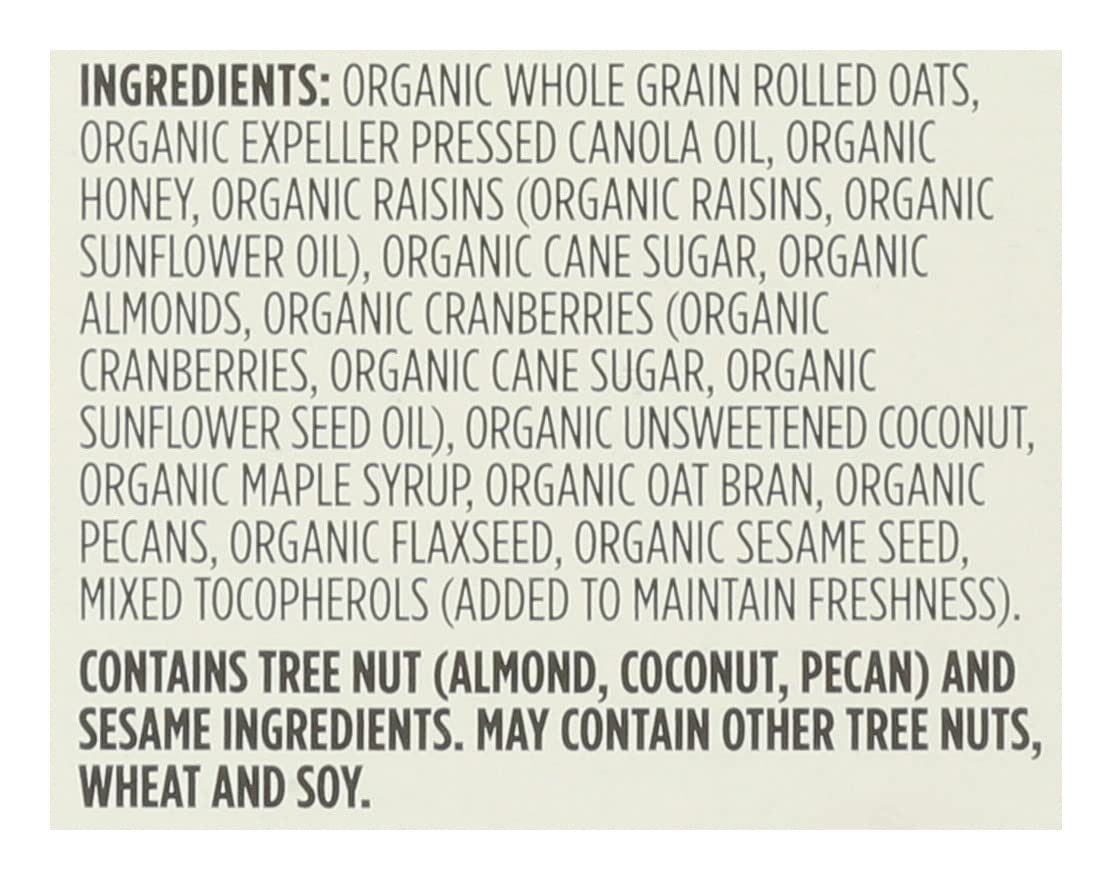 INGREDIENTS: ORGANIC WHOLE GRAIN ROLLED OATS,
ORGANIC EXPELLER PRESSED CANOLA OIL, ORGANIC
HONEY, ORGANIC RAISINS (ORGANIC RAISINS, ORGANIC
SUNFLOWER OIL), ORGANIC CANE SUGAR, ORGANIC
ALMONDS, ORGANIC CRANBERRIES (ORGANIC
CRANBERRIES, ORGANIC CANE SUGAR, ORGANIC
SUNFLOWER SEED OIL), ORGANIC UNSWEETENED COCONUT,
ORGANIC MAPLE SYRUP, ORGANIC OAT BRAN, ORGANIC
PECANS, ORGANIC FLAXSEED, ORGANIC SESAME SEED,
MIXED TOCOPHEROLS (ADDED TO MAINTAIN FRESHNESS).
CONTAINS TREE NUT (ALMOND, COCONUT, PECAN) AND
SESAME INGREDIENTS. MAY CONTAIN OTHER TREE NUTS,
WHEAT AND SOY.